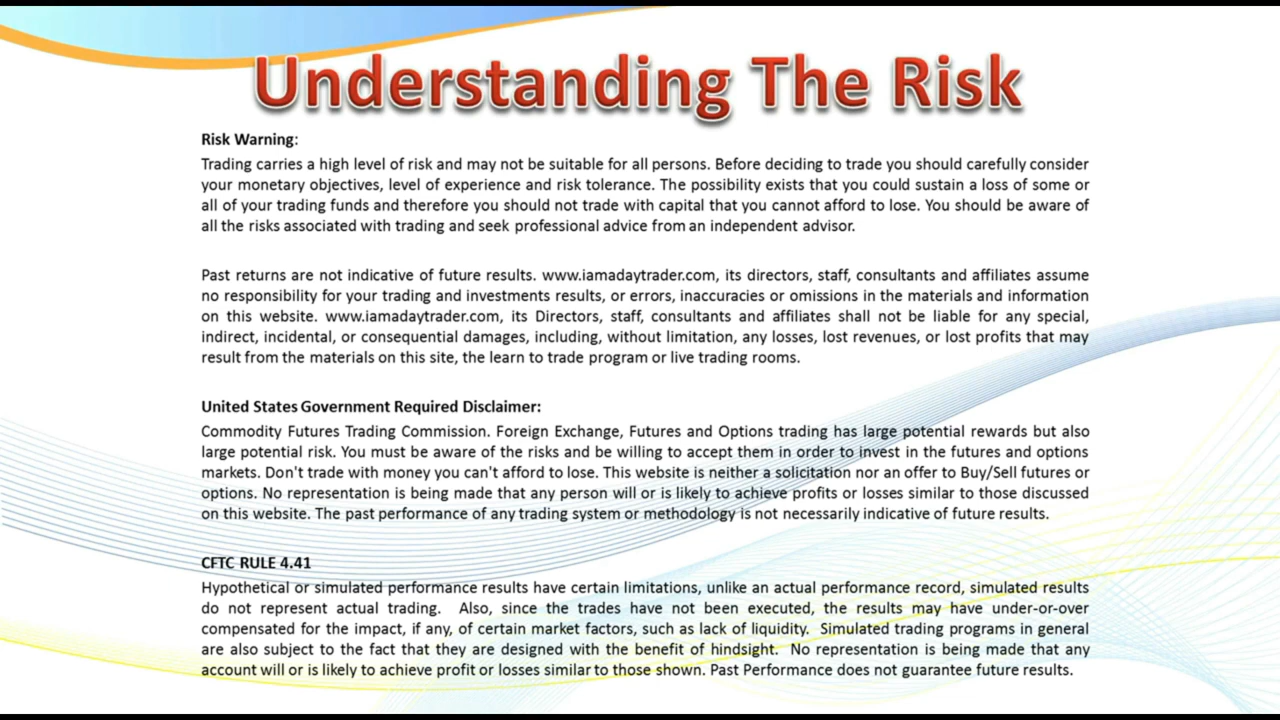 Understanding The Risk
Risk Warning:
Trading carries a high level of risk and may not be suitable for all persons. Before deciding to trade you should carefully consider
your monetary objectives, level of experience and risk tolerance. The possibility exists that you could sustain a loss of some or
all of your trading funds and therefore you should not trade with capital that you cannot afford to lose. You should be aware of
all the risks associated with trading and seek professional advice from an independent advisor.
Past returns are not indicative of future results. www.iamadaytrader.com, its directors, staff, consultants and affiliates assume
no responsibility for your trading and investments results, or errors, inaccuracies or omissions in the materials and information
on this website. www.iamadaytrader.com, its Directors, staff, consultants and affiliates shall not be liable for any special,
indirect, incidental, or consequential damages, including, without limitation, any losses, lost revenues, or lost profits that may
result from the materials on this site, the learn to trade program or live trading rooms.
United States Government Required Disclaimer:
Commodity Futures Trading Commission. Foreign Exchange, Futures and Options trading has large potential rewards but also
large potential risk. You must be aware of the risks and be willing to accept them in order to invest in the futures and options
markets. Don't trade with money you can't afford to lose. This website is neither a solicitation nor an offer to Buy/Sell futures or
options. No representation is being made that any person will or is likely to achieve profits or losses similar to those discussed
on this website. The past performance of any trading system or methodology is not necessarily indicative of future results.
CFTC RULE 4.41
Hypothetical or simulated performance results have certain limitations, unlike an actual performance record, simulated results
do not represent actual trading. Also, since the trades have not been executed, the results may have under-or-over
compensated for the impact, if any, of certain market factors, such as lack of liquidity. Simulated trading programs in general
are also subject to the fact that they are designed with the benefit of hindsight. No representation is being made that any
account will or is likely to achieve profit or losses similar to those shown. Past Performance does not guarantee future results.